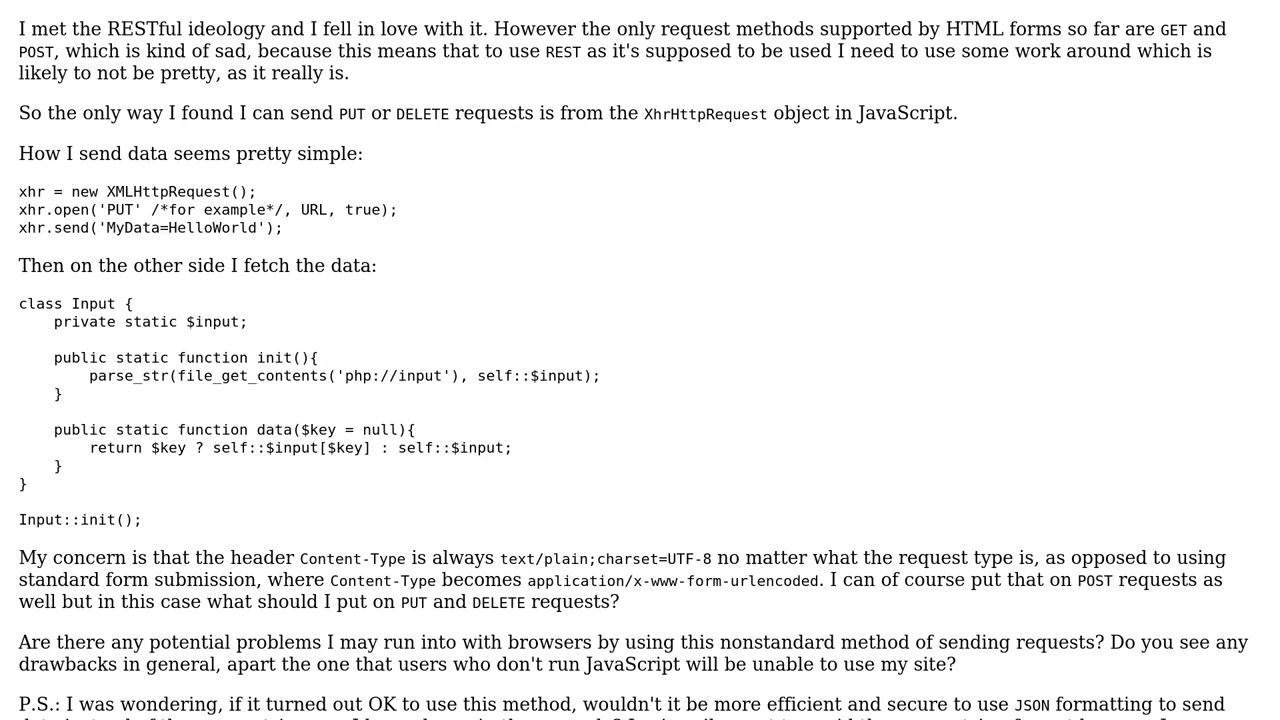 I met the RESTful ideology and I fell in love with it. However the only request methods supported by HTML forms so far are GET and
POST, which is kind of sad, because this means that to use REST as it's supposed to be used I need to use some work around which is
likely to not be pretty, as it really is.
So the only way I found I can send PUT or DELETE requests is from the XhrHttpRequest object in JavaScript.
How I send data seems pretty simple:
xhr = new XMLHttpRequest();
xhr.open('PUT' /*for example*/, URL, true);
xhr.send('MyData=HelloWorld');
Then on the other side I fetch the data:
class Input {
    private static $input;
    public static function init(){
        parse_str(file_get_contents('php://input'), self::$input);
    }
    public static function data($key = null){
        return $key ? self::$input[$key] : self::$input;
    }
}
Input::init();
My concern is that the header Content-Type is always text/plain;charset=UTF-8 no matter what the request type is, as opposed to using
standard form submission, where Content-Type becomes application/x-www-form-urlencoded. I can of course put that on POST requests as
well but in this case what should I put on PUT and DELETE requests?
Are there any potential problems I may run into with browsers by using this nonstandard method of sending requests? Do you see any
drawbacks in general, apart the one that users who don't run JavaScript will be unable to use my site?
P.S.: I was wondering, if it turned out OK to use this method, wouldn't it be more efficient and secure to use JSON formatting to send